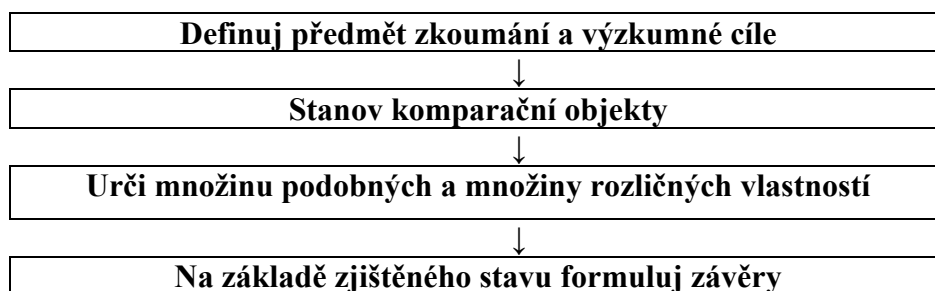 Definuj předmět zkoumání a výzkumné cíle
↓
Stanov komparační objekty
↓
Urči množinu podobných a množiny rozličných vlastností
↓
Na základě zjištěného stavu formuluj závěry